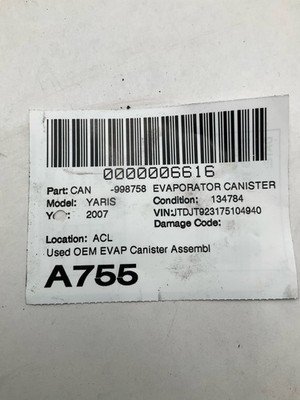 0000006616
Part: CAN -998758 EVAPORATOR CANISTER
Model: YARIS Condition: 134784
Year: 2007 VIN:JTDJT923175104940
Damage Code:
Location: ACL
Used OEM EVAP Canister Assembl
A755